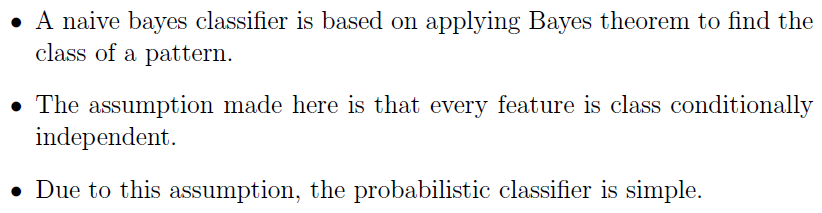 • A naive bayes classifier is based on applying Bayes theorem to find the
class of a pattern.
• The assumption made here is that every feature is class conditionally
independent.
• Due to this assumption, the probabilistic classifier is simple.